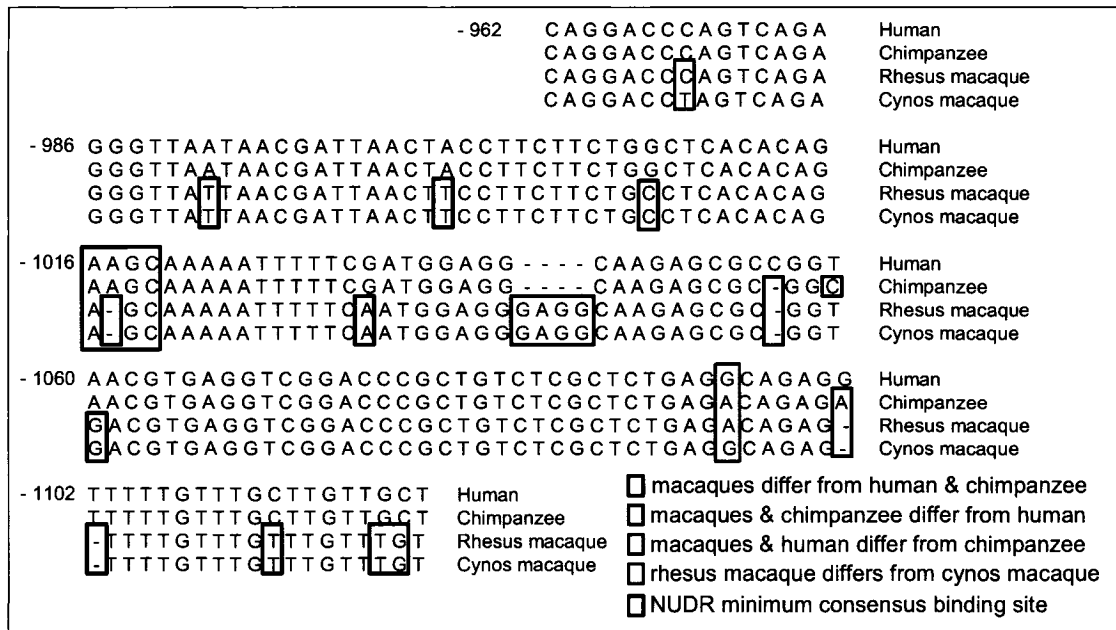 - 962 CAGGACCCAGTCAGA Human
CAGGACCCAGTCAGA Chimpanzee
CAGGACCCAGTCAGA Rhesus macaque
CAGGACCTAGTCAGA Cynos macaque
- 986 GGGTTAATAACGATTAACTACCTTCTTCTGGCTCACACAG Human
GGGTTAATAACGATTAACTACCTTCTTCTGGCTCACACAG Chimpanzee
GGGTTATTAACGATTAACTTCCTTCTTCTGCCTCACACAG Rhesus macaque
GGGTTATTAACGATTAACTTCCTTCTTCTGCCTCACACAG Cynos macaque
- 1016 AAGCAAAAATTTTTCGATGGAGG----CAAGAGCGCCGGT Human
AAGCAAAAATTTTTCGATGGAGG----CAAGAGCGC-GGC Chimpanzee
A-GCAAAAATTTTTCAATGGAGGGAGGCAAGAGCGC-GGT Rhesus macaque
A-GCAAAAATTTTTCAATGGAGGGAGGCAAGAGCGC-GGT Cynos macaque
- 1060 AACGTGAGGTCGGACCCGCTGTCTCGCTCTGAGGCAGAGG Human
AACGTGAGGTCGGACCCGCTGTCTCGCTCTGAGACAGAGA Chimpanzee
GACGTGAGGTCGGACCCGCTGTCTCGCTCTGAGACAGAG- Rhesus macaque
GACGTGAGGTCGGACCCGCTGTCTCGCTCTGAGGCAGAG- Cynos macaque
- 1102 TTTTTGTTTGCTTGTTGCT Human
TTTTTGTTTGCTTGTTGCT Chimpanzee
-TTTTGTTTGTTTGTTTGT Rhesus macaque
-TTTTGTTTGTTTGTTTGT Cynos macaque
macaques differ from human & chimpanzee
macaques & chimpanzee differ from human
macaques & human differ from chimpanzee
rhesus macaque differs from cynos macaque
NUDR minimum consensus binding site